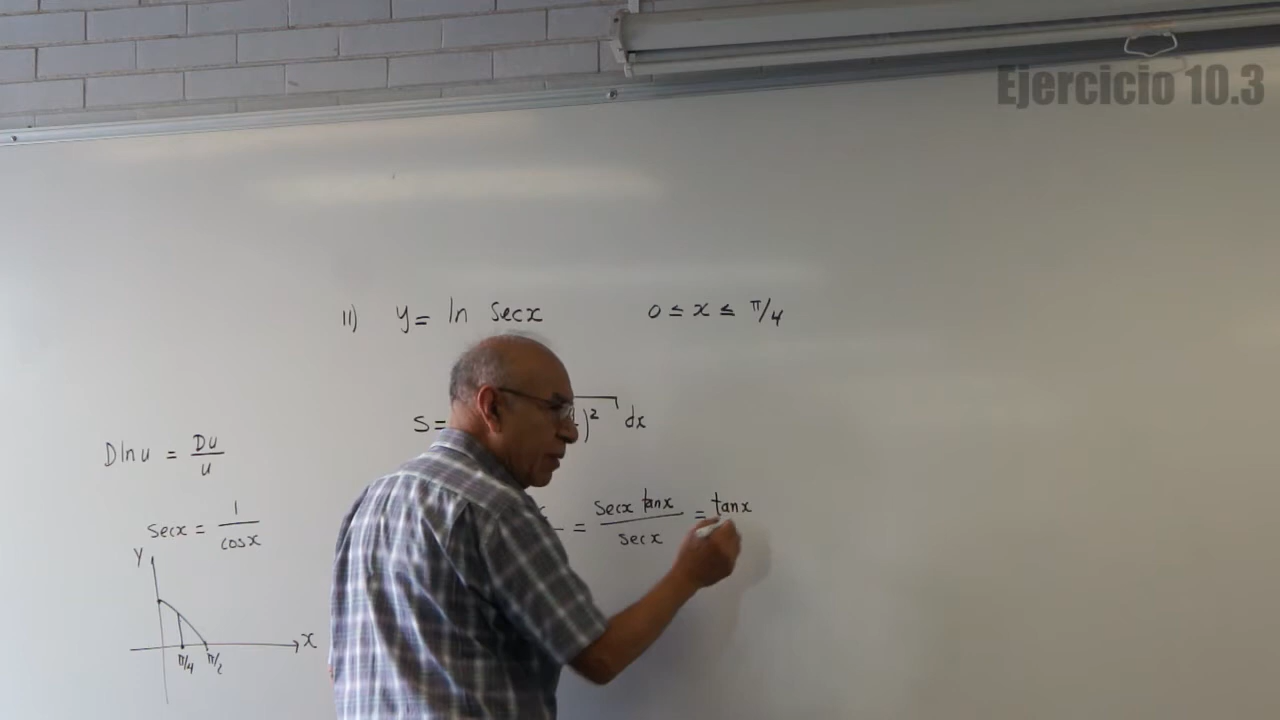 Ejercicio 10.3
11) y = ln secx 0 ≤ x ≤ π/4
S= )² dx
D ln u = Du/u
= secx tanx / secx = tanx
secx = 1/cosx
Y
X
π/4 π/2